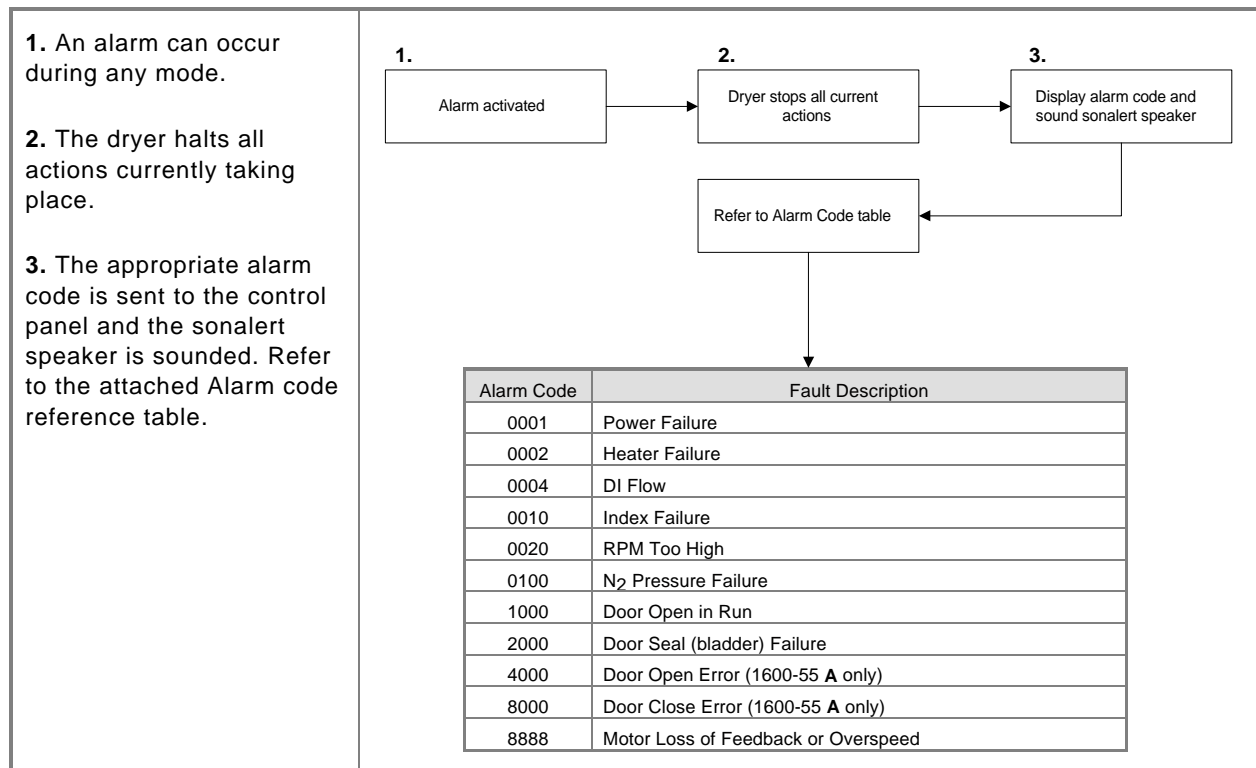 1. An alarm can occur
during any mode.
2. The dryer halts all
actions currently taking
place.
3. The appropriate alarm
code is sent to the control
panel and the sonalert
speaker is sounded. Refer
to the attached Alarm code
reference table.
1.
2.
3.
Alarm activated
Dryer stops all current
actions
Display alarm code and
sound sonalert speaker
Refer to Alarm Code table
Alarm Code Fault Description
0001 Power Failure
0002 Heater Failure
0004 DI Flow
0010 Index Failure
0020 RPM Too High
0100 N2 Pressure Failure
1000 Door Open in Run
2000 Door Seal (bladder) Failure
4000 Door Open Error (1600-55 A only)
8000 Door Close Error (1600-55 A only)
8888 Motor Loss of Feedback or Overspeed